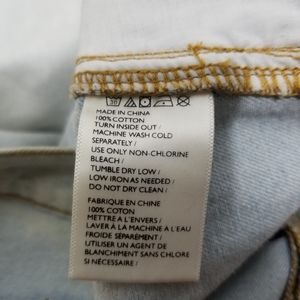 30
MADE IN CHINA
100% COTTON
TURN INSIDE OUT /
MACHINE WASH COLD
SEPARATELY /
USE ONLY NON-CHLORINE
BLEACH /
TUMBLE DRY LOW /
LOW IRON AS NEEDED /
DO NOT DRY CLEAN /
FABRIQUE EN CHINE
100% COTON
METTRE A L'ENVERS /
LAVER À LA MACHINE A L'EAU
FROIDE SÉPARÉMENT /
UTILISER UN AGENT DE
BLANCHIMENT SANS CHLORE
SI NÉCESSAIRE /